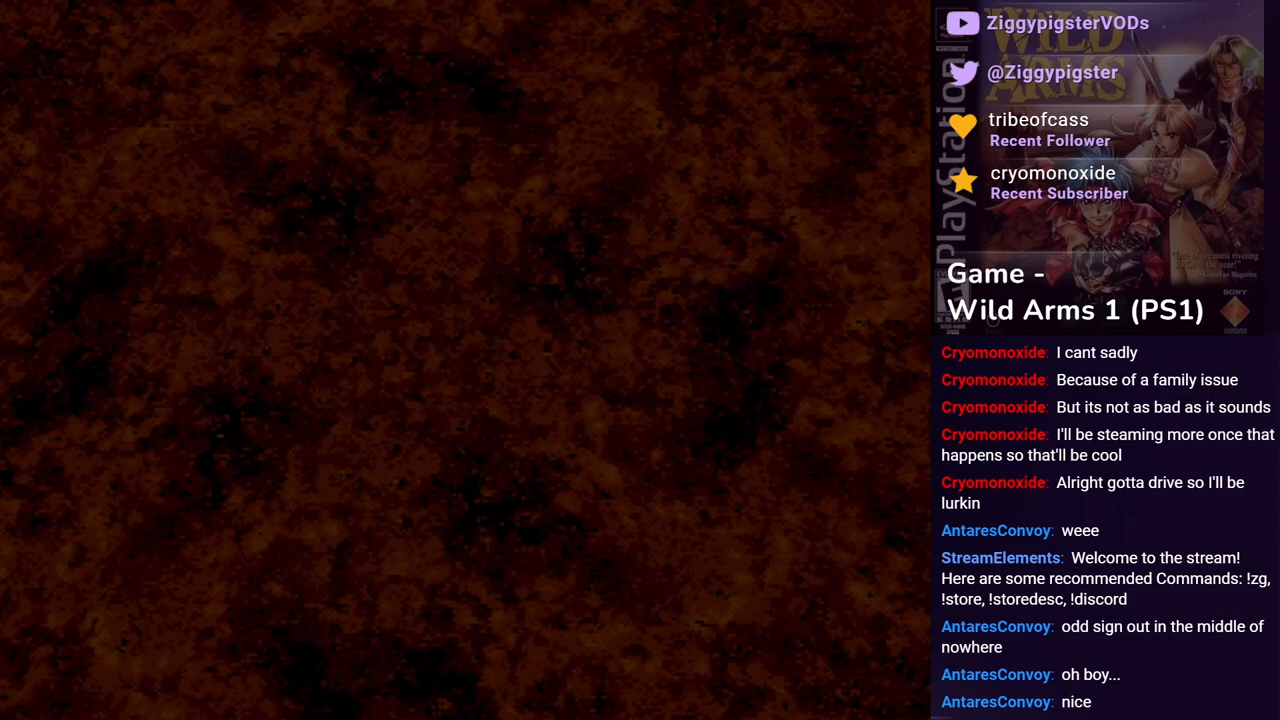 ZiggypigsterVODs
WILD
ARMS
@Ziggypigster
PlayStation
tribeofcass
Recent Follower
cryomonoxide
Recent Subscriber
Game -
Wild Arms 1 (PS1)
SONY
Cryomonoxide: I cant sadly
Cryomonoxide: Because of a family issue
Cryomonoxide: But its not as bad as it sounds
Cryomonoxide: I'll be steaming more once that
happens so that'll be cool
Cryomonoxide: Alright gotta drive so I'll be
lurkin
AntaresConvoy: weee
StreamElements: Welcome to the stream!
Here are some recommended Commands: !zg,
!store, !storedesc, !discord
AntaresConvoy: odd sign out in the middle of
nowhere
AntaresConvoy: oh boy...
AntaresConvoy: nice